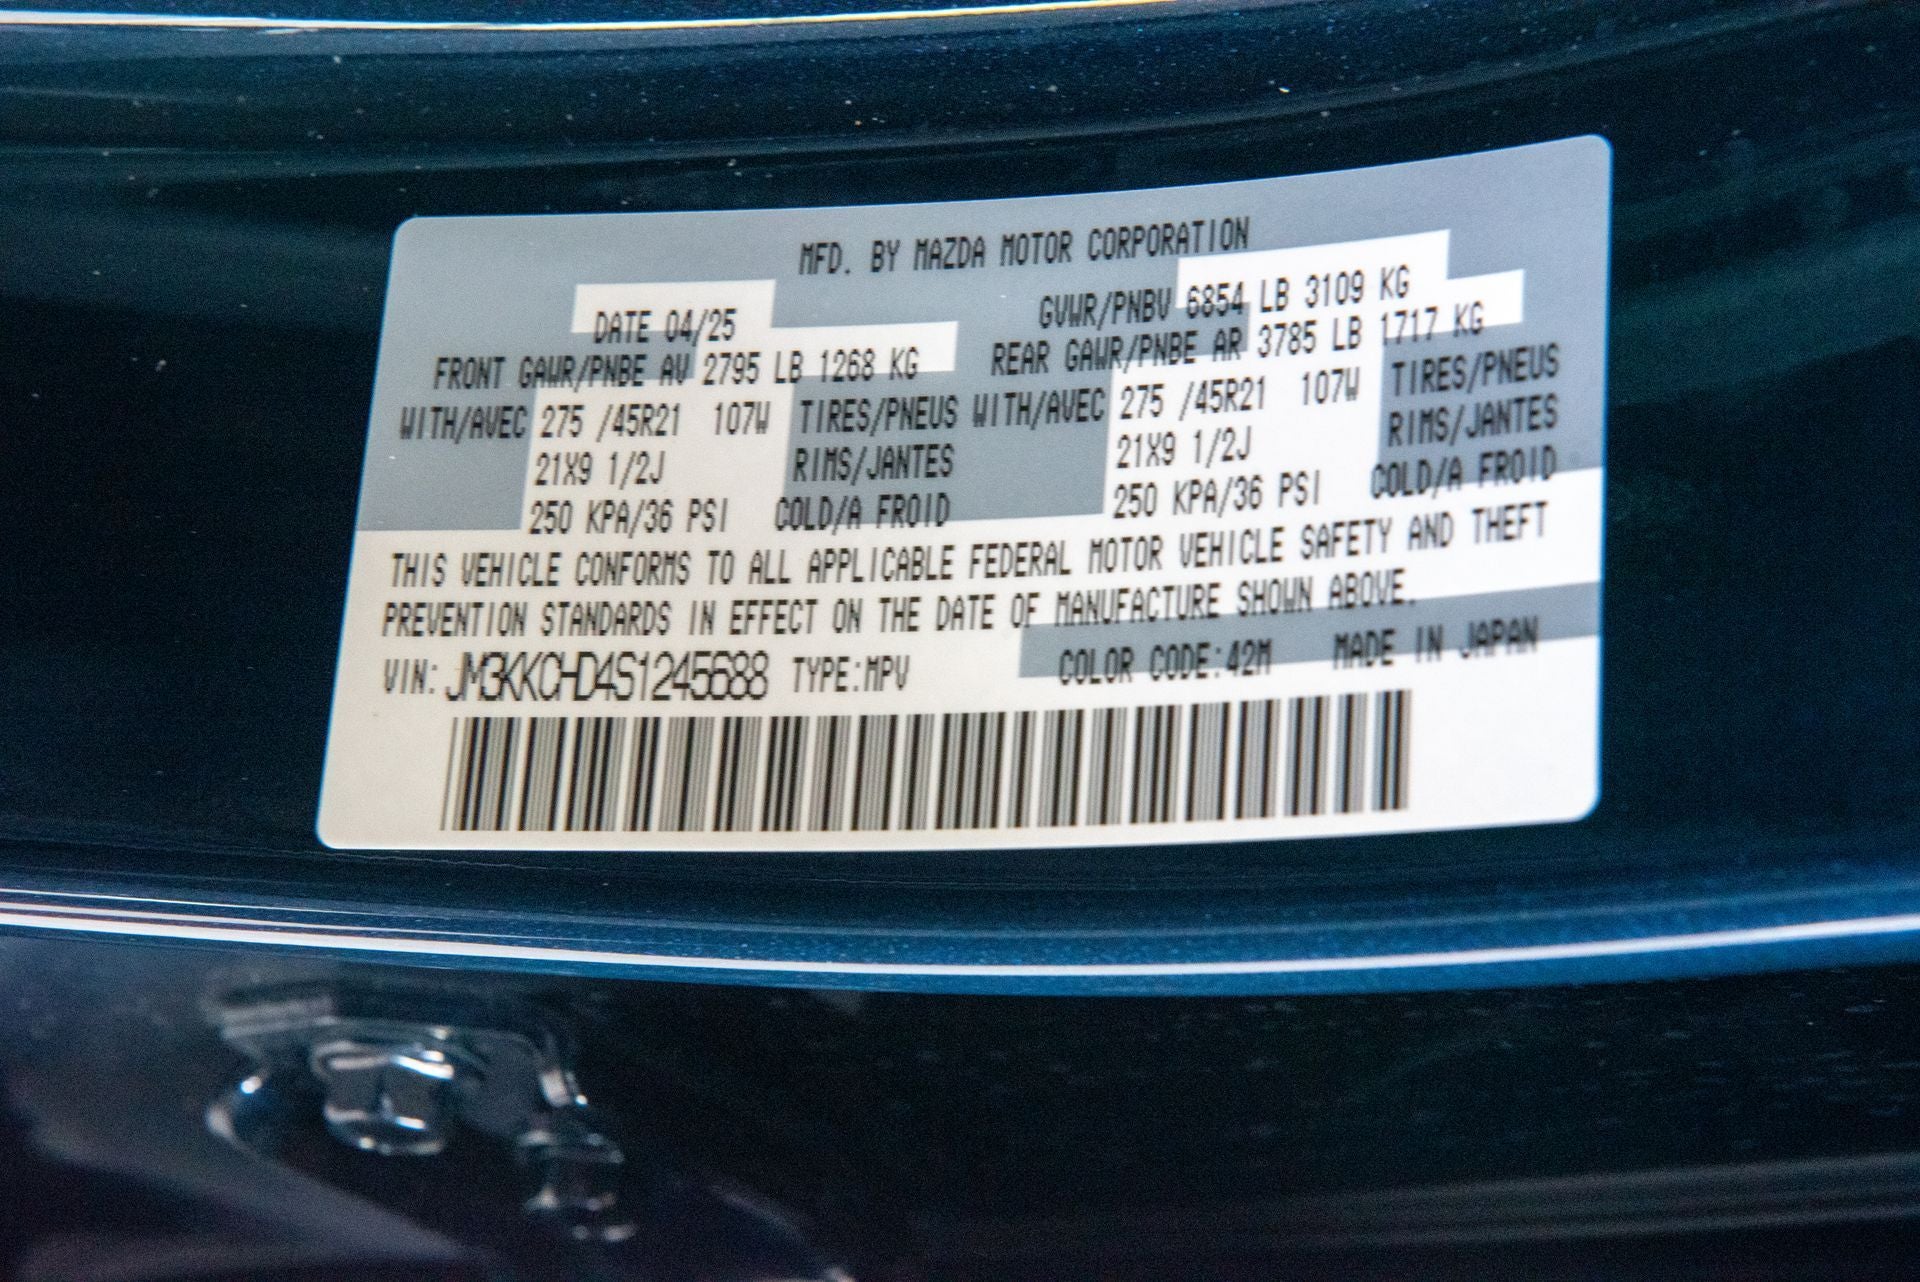 MFD. BY MAZDA MOTOR CORPORATION
DATE 04/25 GVWR/PNBV 6854 LB 3109 KG
FRONT GAWR/PNBE AV 2795 LB 1268 KG REAR GAWR/PNBE AR 3785 LB 1717 KG
WITH/AVEC 275 /45R21 107W TIRES/PNEUS WITH/AVEC 275 /45R21 107W TIRES/PNEUS
21X9 1/2J RIMS/JANTES 21X9 1/2J RIMS/JANTES
250 KPA/36 PSI COLD/A FROID 250 KPA/36 PSI COLD/A FROID
THIS VEHICLE CONFORMS TO ALL APPLICABLE FEDERAL MOTOR VEHICLE SAFETY AND THEFT
PREVENTION STANDARDS IN EFFECT ON THE DATE OF MANUFACTURE SHOWN ABOVE.
VIN: JM3KKCHD4S1245688 TYPE:MPV COLOR CODE:42M MADE IN JAPAN